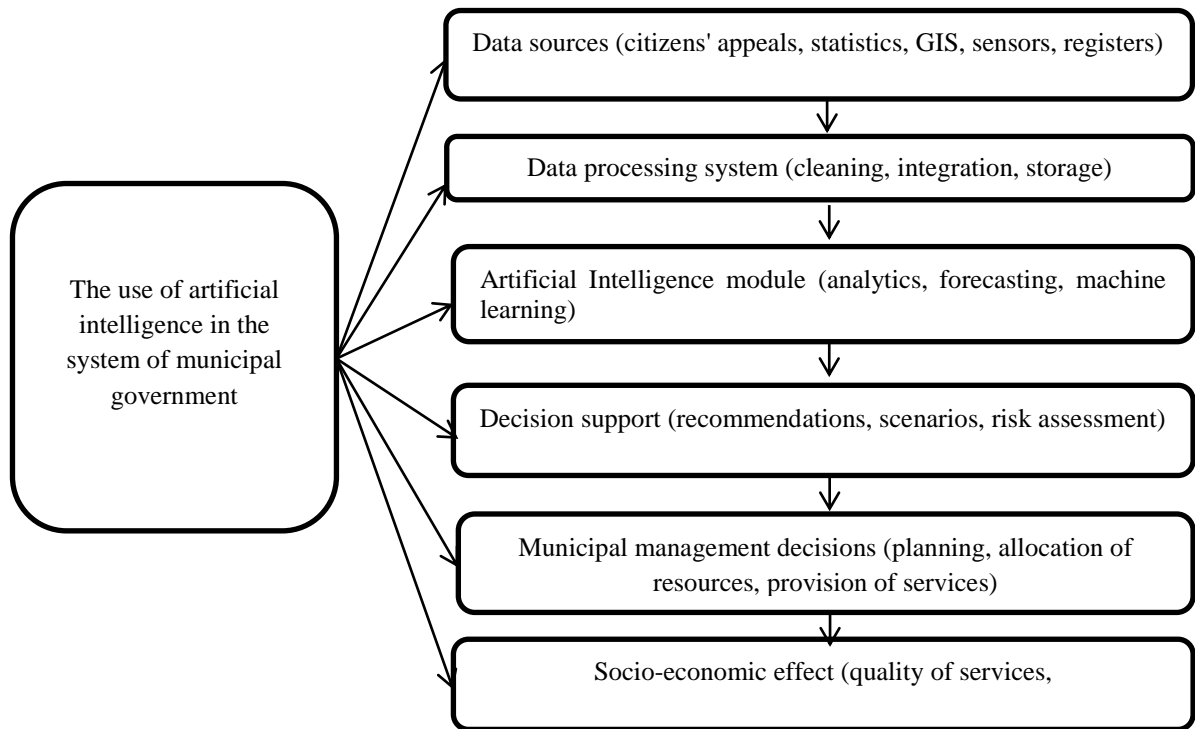 The use of artificial
intelligence in the
system of municipal
government
Data sources (citizens' appeals, statistics, GIS, sensors, registers)
Data processing system (cleaning, integration, storage)
Artificial Intelligence module (analytics, forecasting, machine
learning)
Decision support (recommendations, scenarios, risk assessment)
Municipal management decisions (planning, allocation of
resources, provision of services)
Socio-economic effect (quality of services,